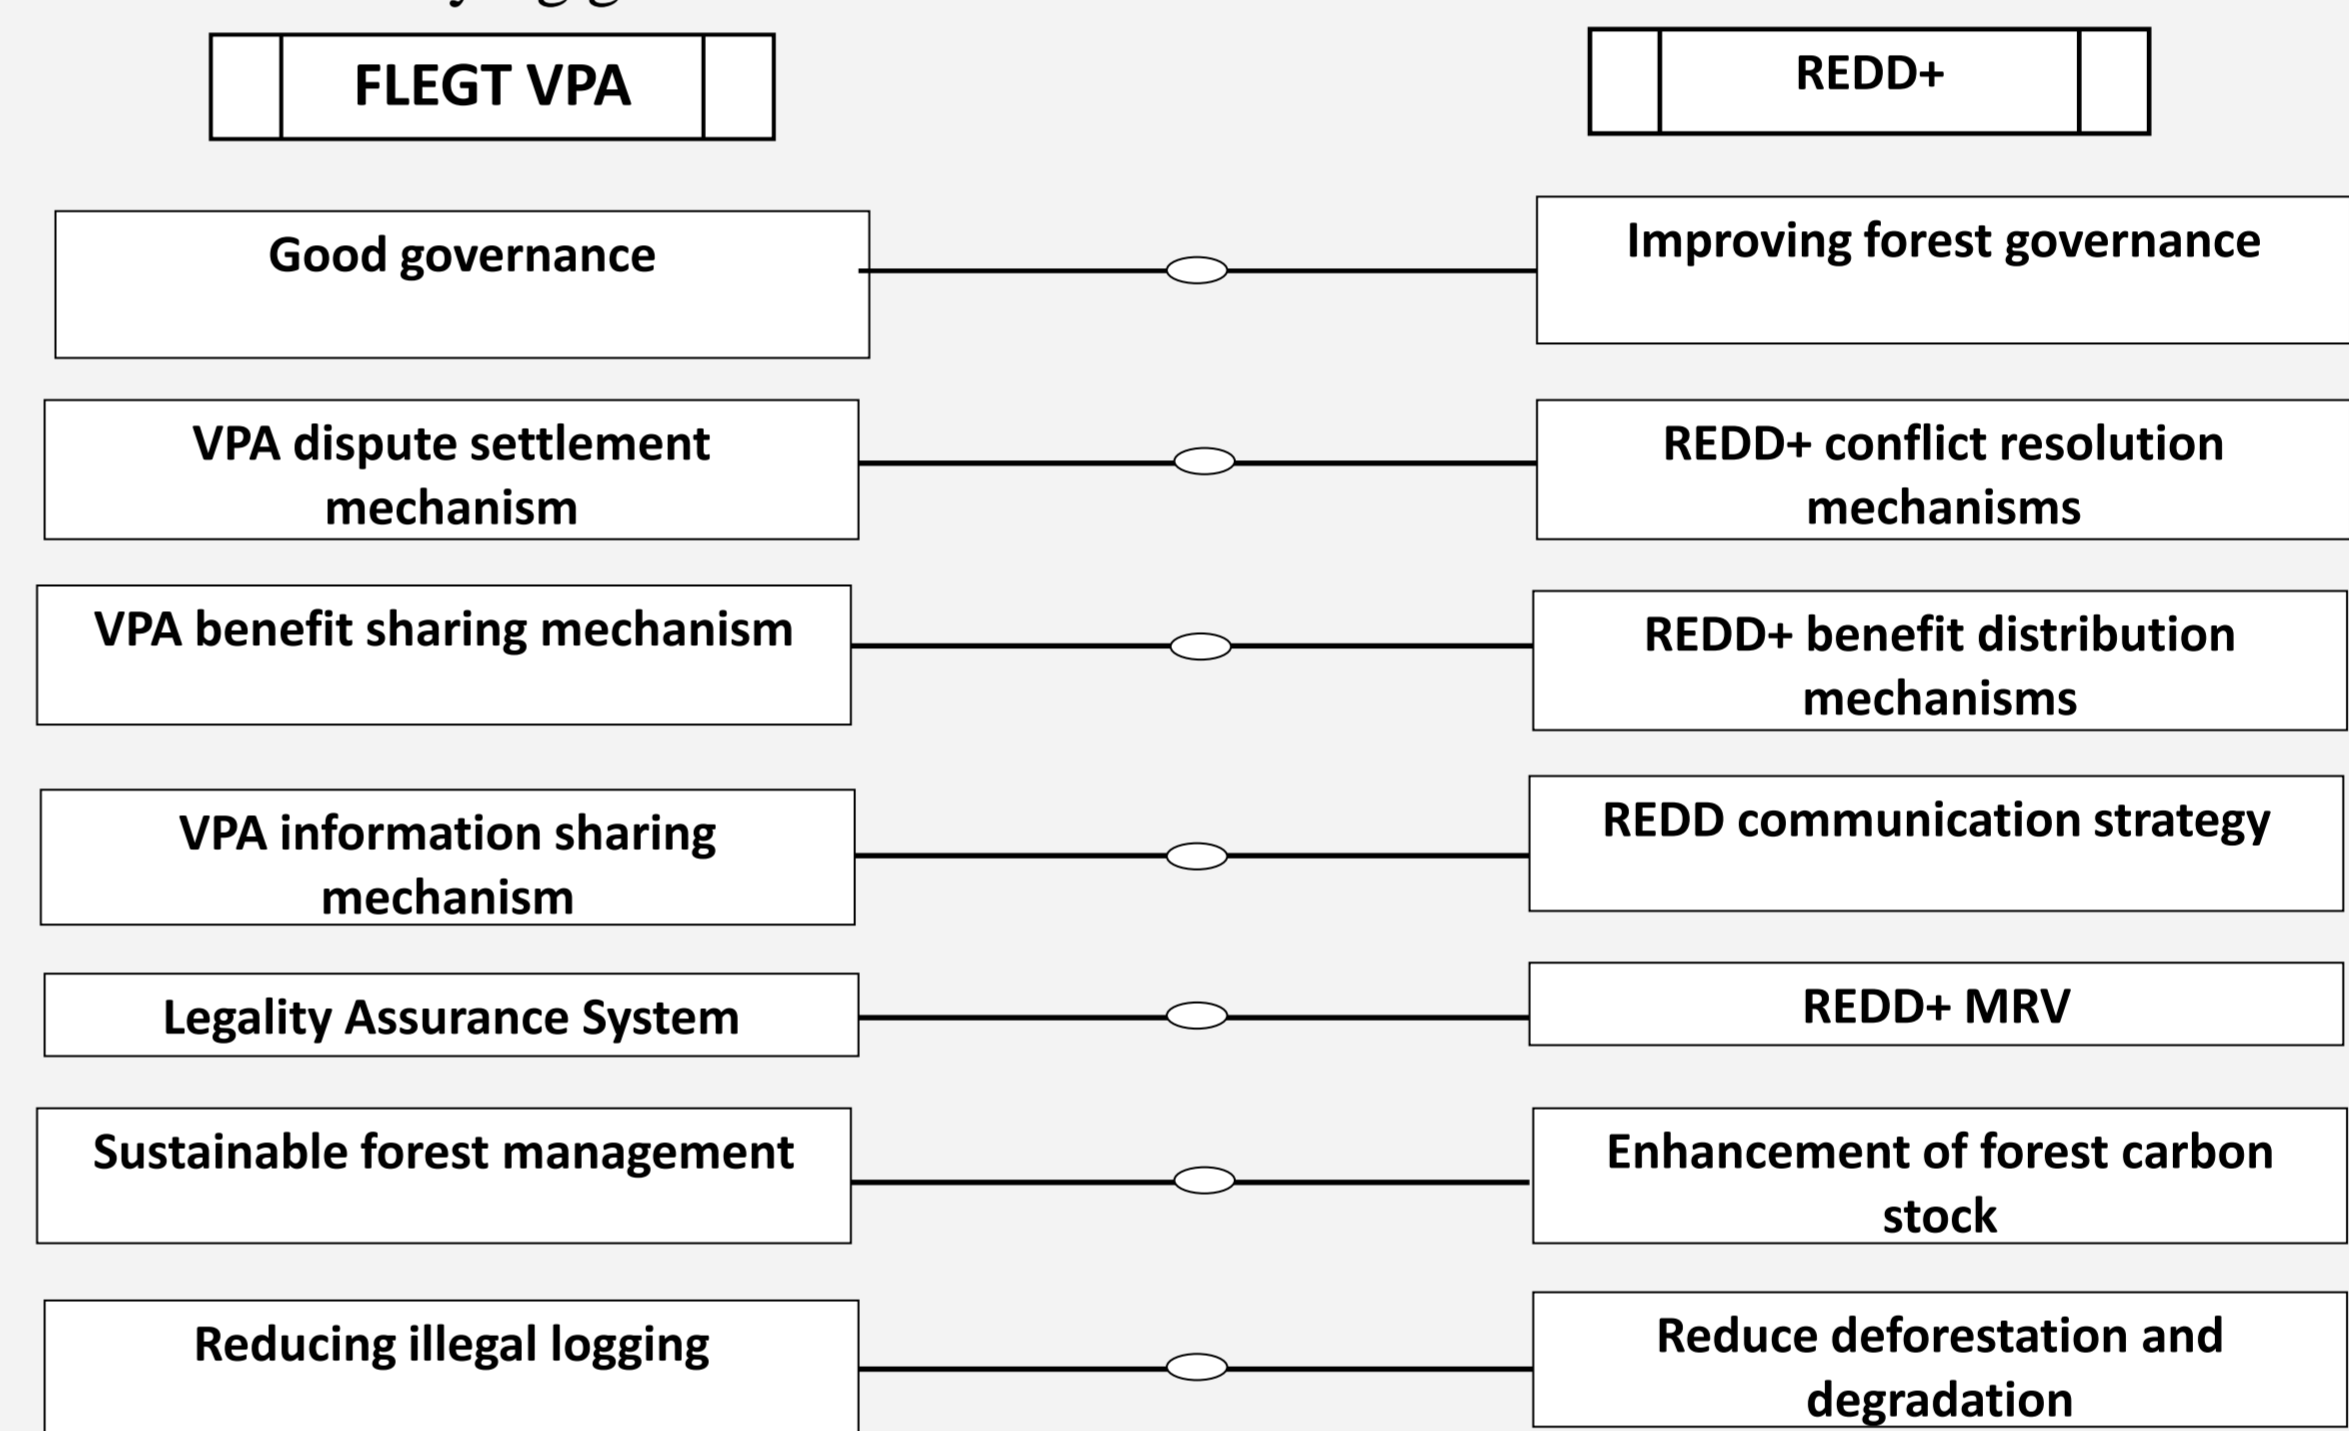 FLEGT VPA
REDD+
Good governance
Improving forest governance
VPA dispute settlement
mechanism
REDD+ conflict resolution
mechanisms
VPA benefit sharing mechanism
REDD+ benefit distribution
mechanisms
VPA information sharing
mechanism
REDD communication strategy
Legality Assurance System
REDD+ MRV
Sustainable forest management
Enhancement of forest carbon
stock
Reducing illegal logging
Reduce deforestation and
degradation